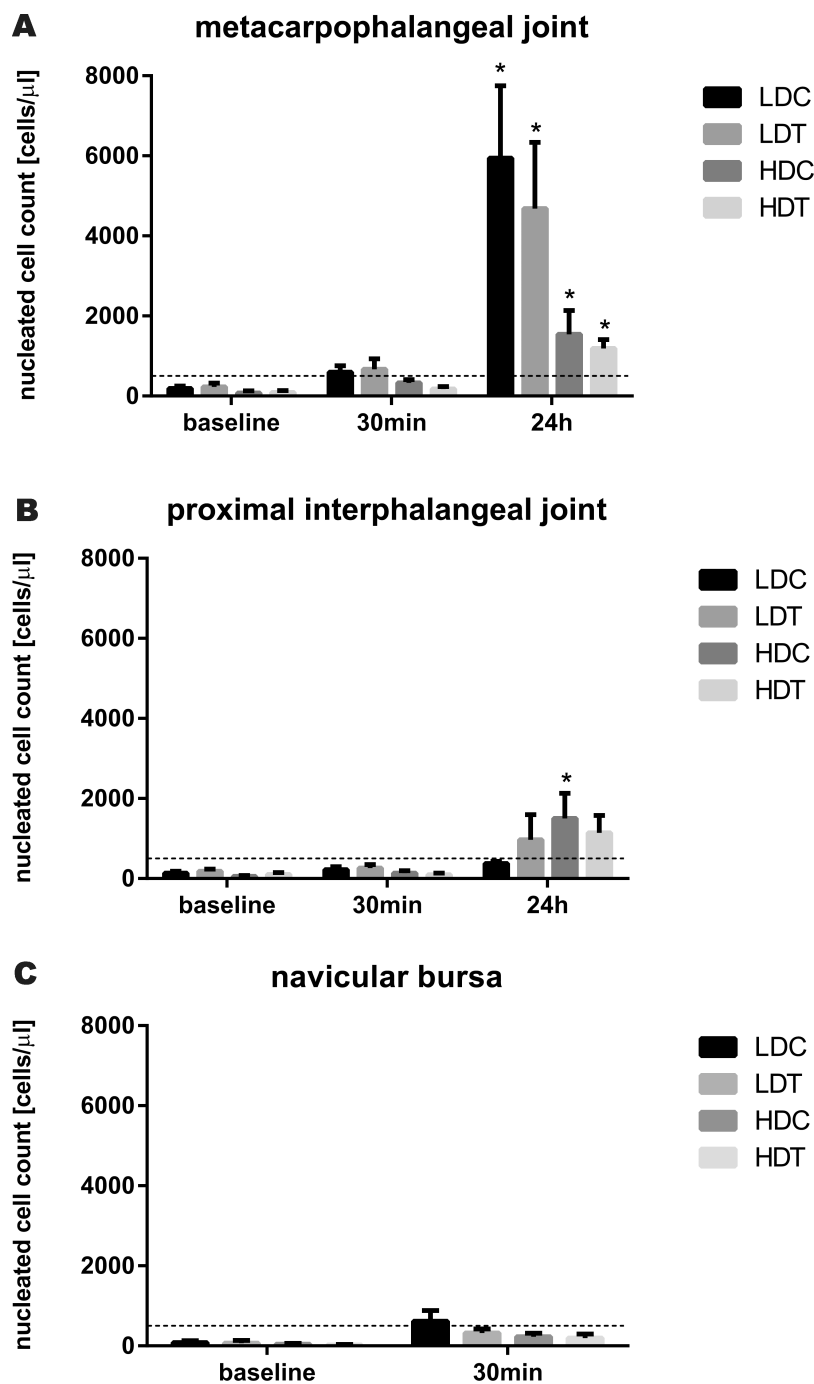 A
metacarpophalangeal joint
nucleated cell count [cells/µl]
8000
6000
4000
2000
0
*
*
*
*
baseline
30min
24h
LDC
LDT
HDC
HDT
B
proximal interphalangeal joint
nucleated cell count [cells/µl]
8000
6000
4000
2000
0
*
baseline
30min
24h
LDC
LDT
HDC
HDT
C
navicular bursa
nucleated cell count [cells/µl]
8000
6000
4000
2000
0
baseline
30min
LDC
LDT
HDC
HDT